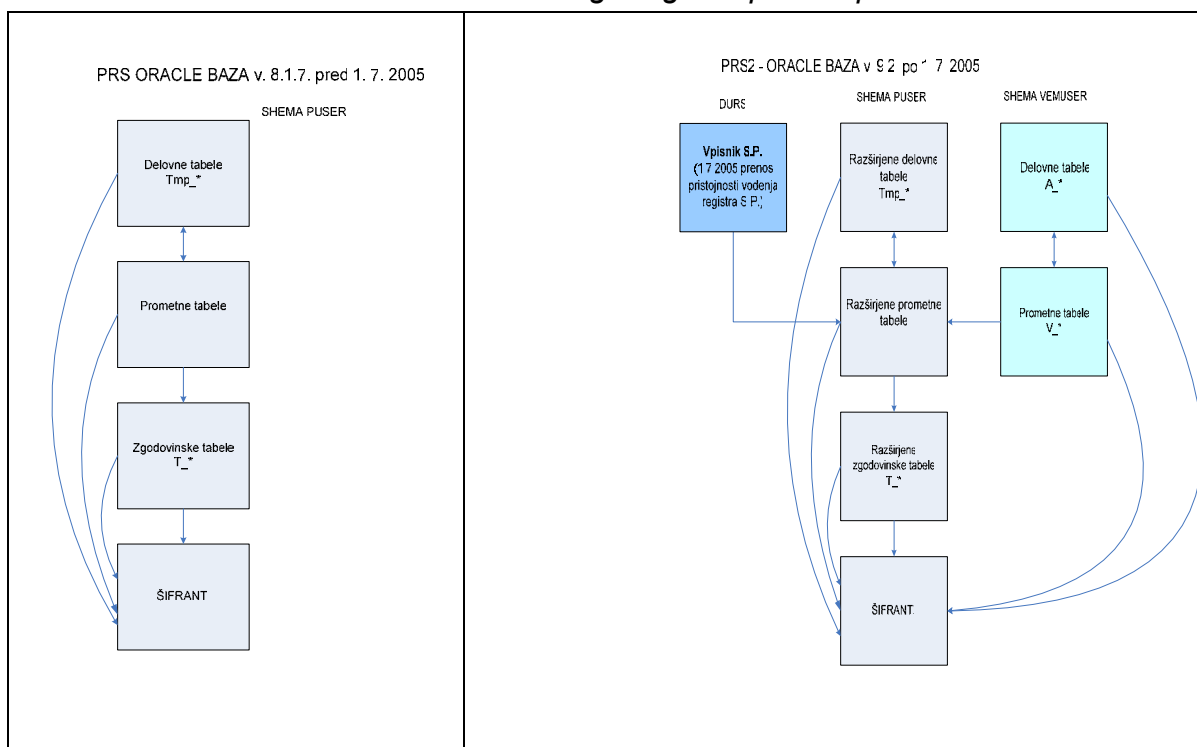 PRS ORACLE BAZA v. 8.1.7. pred 1. 7. 2005
SHEMA PUSER
Delovne tabele
Tmp_*
Prometne tabele
Zgodovinske tabele
T_*
ŠIFRANT
PRS2 - ORACLE BAZA v 9 2 po 1 7 2005
DURS
SHEMA PUSER
SHEMA VEMUSER
Vpisnik S.P.
(1 7 2005 prenos
pristojnosti vodenja
registra S P.)
Razširjene delovne
tabele
Tmp_*
Delovne tabele
A_*
Razširjene prometne
tabele
Prometne tabele
V_*
Razširjene
zgodovinske tabele
T_*
ŠIFRANT